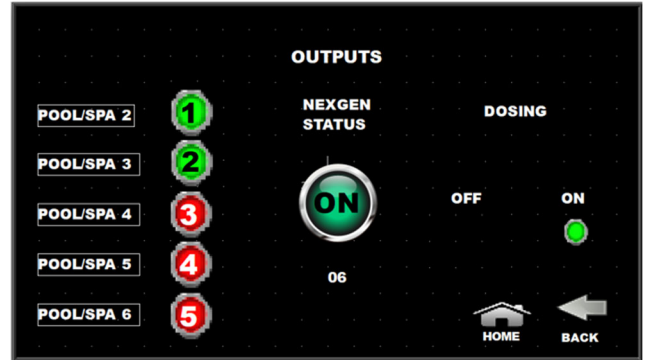 OUTPUTS
NEXGEN
STATUS
DOSING
POOL/SPA 2
1
POOL/SPA 3
2
POOL/SPA 4
3
POOL/SPA 5
4
POOL/SPA 6
5
ON
06
OFF
ON
HOME
BACK